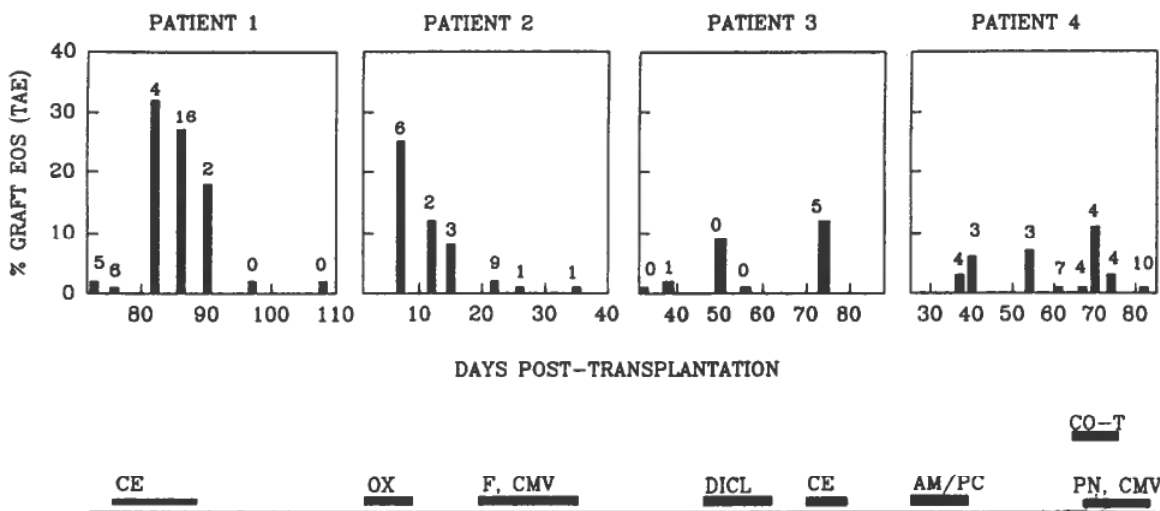 PATIENT 1 PATIENT 2 PATIENT 3 PATIENT 4
% GRAFT EOS (TAE)
40
30
20
10
0
5 6 4 16 2 0 0
6 2 3 9 1 1
0 1 0 0 5
4 3 3 7 4 4 4 10
80 90 100 110 10 20 30 40 40 50 60 70 80 30 40 50 60 70 80
DAYS POST-TRANSPLANTATION
CO-T
CE OX F, CMV DICL CE AM/PC PN, CMV